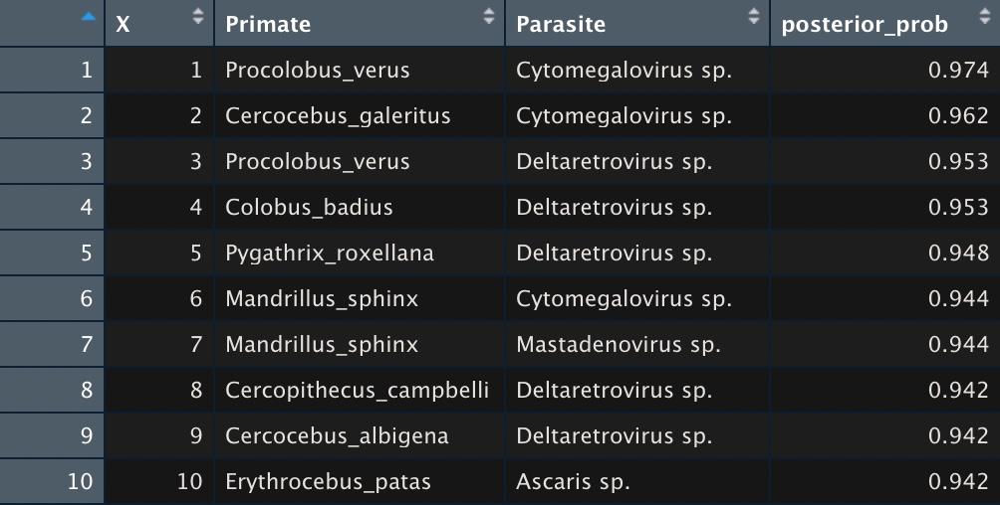 X Primate Parasite posterior_prob
1 1 Procolobus_verus Cytomegalovirus sp. 0.974
2 2 Cercocebus_galeritus Cytomegalovirus sp. 0.962
3 3 Procolobus_verus Deltaretrovirus sp. 0.953
4 4 Colobus_badius Deltaretrovirus sp. 0.953
5 5 Pygathrix_roxellana Deltaretrovirus sp. 0.948
6 6 Mandrillus_sphinx Cytomegalovirus sp. 0.944
7 7 Mandrillus_sphinx Mastadenovirus sp. 0.944
8 8 Cercopithecus_campbelli Deltaretrovirus sp. 0.942
9 9 Cercocebus_albigena Deltaretrovirus sp. 0.942
10 10 Erythrocebus_patas Ascaris sp. 0.942